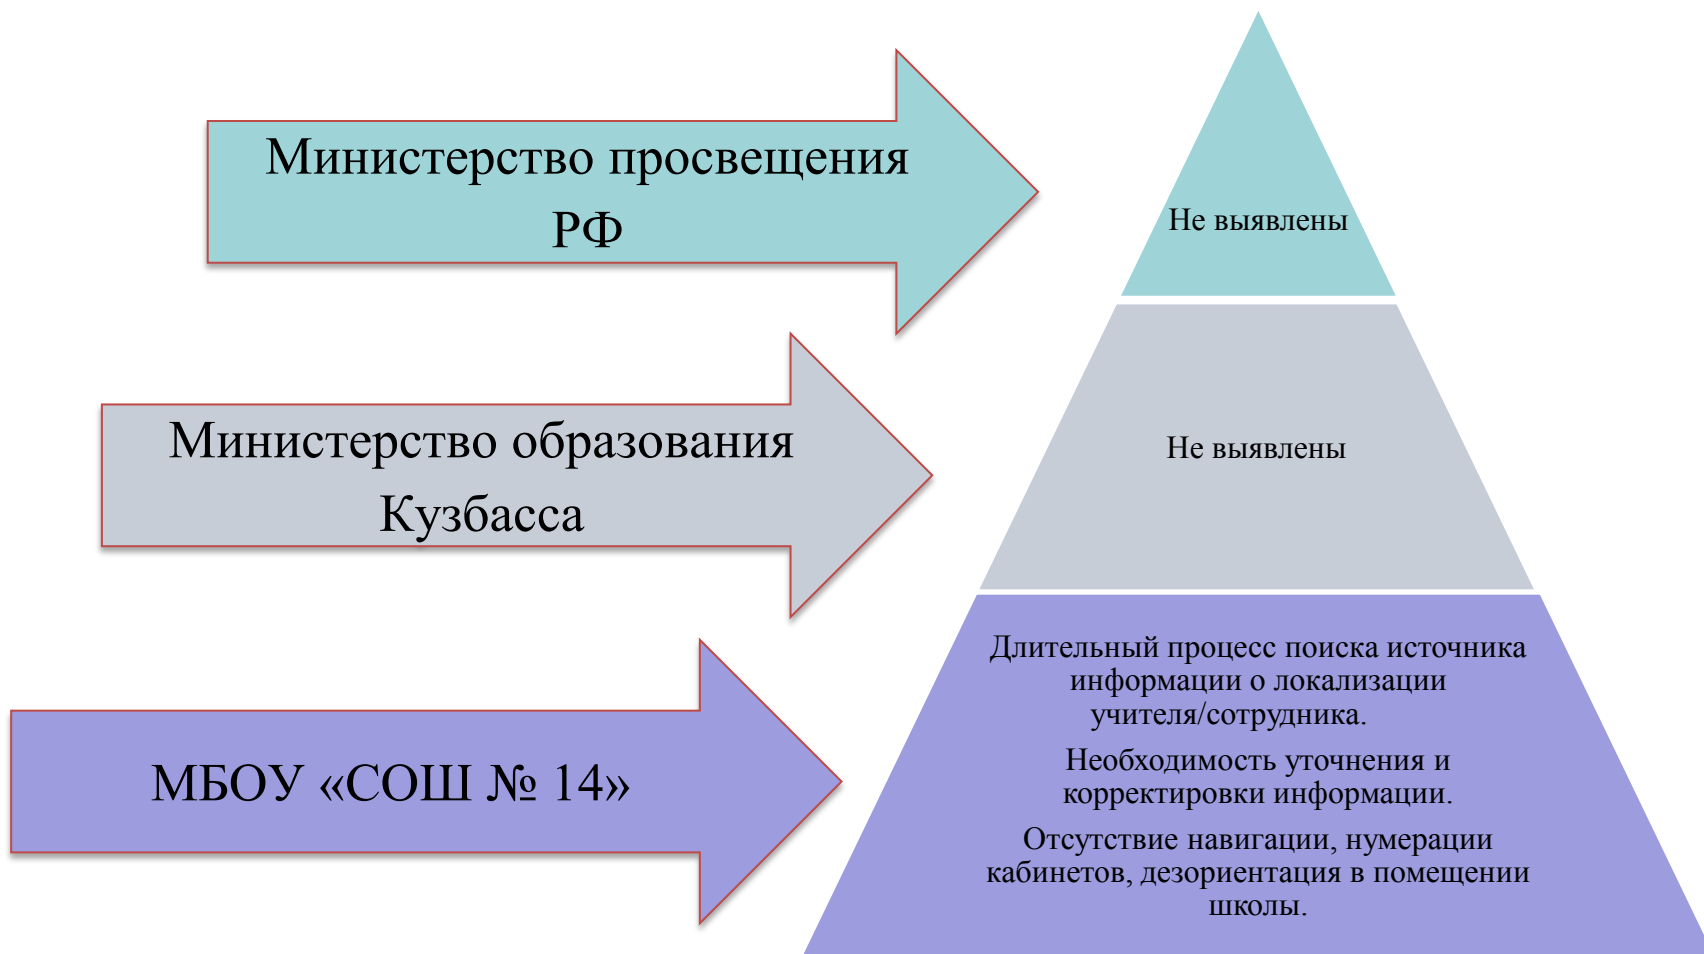 Министерство просвещения
РФ
Не выявлены
Министерство образования
Кузбасса
Не выявлены
МБОУ «СОШ № 14»
Длительный процесс поиска источника
информации о локализации
учителя/сотрудника.
Необходимость уточнения и
корректировки информации.
Отсутствие навигации, нумерации
кабинетов, дезориентация в помещении
школы.